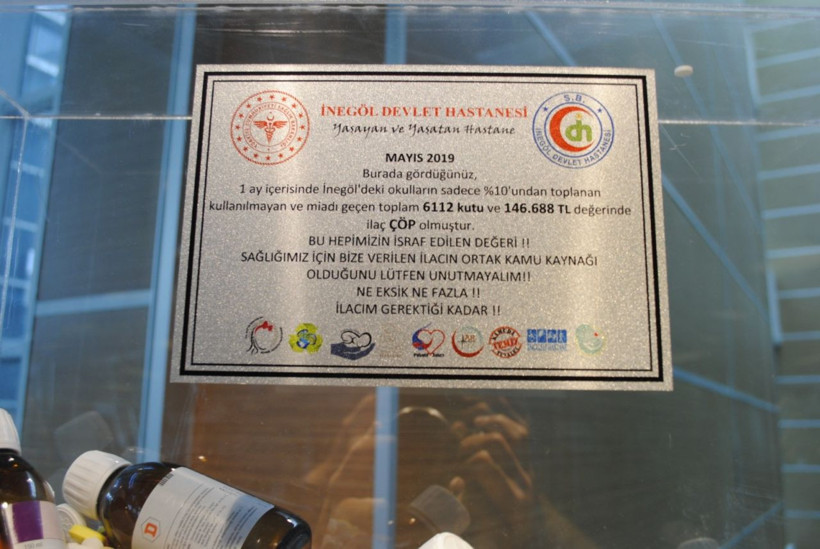 İNEGÖL DEVLET HASTANESİ
Yaşayan ve Yaşatan Hastane
S.B.
İNEGÖL DEVLET HASTANESİ
MAYIS 2019
Burada gördüğünüz,
1 ay içerisinde İnegöl'deki okulların sadece %10'undan toplanan
kullanılmayan ve miadı geçen toplam 6112 kutu ve 146.688 TL değerinde
ilaç ÇÖP olmuştur.
BU HEPİMİZİN İSRAF EDİLEN DEĞERİ !!
SAĞLIĞIMIZ İÇİN BİZE VERİLEN İLACIN ORTAK KAMU KAYNAĞI
OLDUĞUNU LÜTFEN UNUTMAYALIM!!
NE EKSİK NE FAZLA !!
İLACIM GEREKTİĞİ KADAR !!